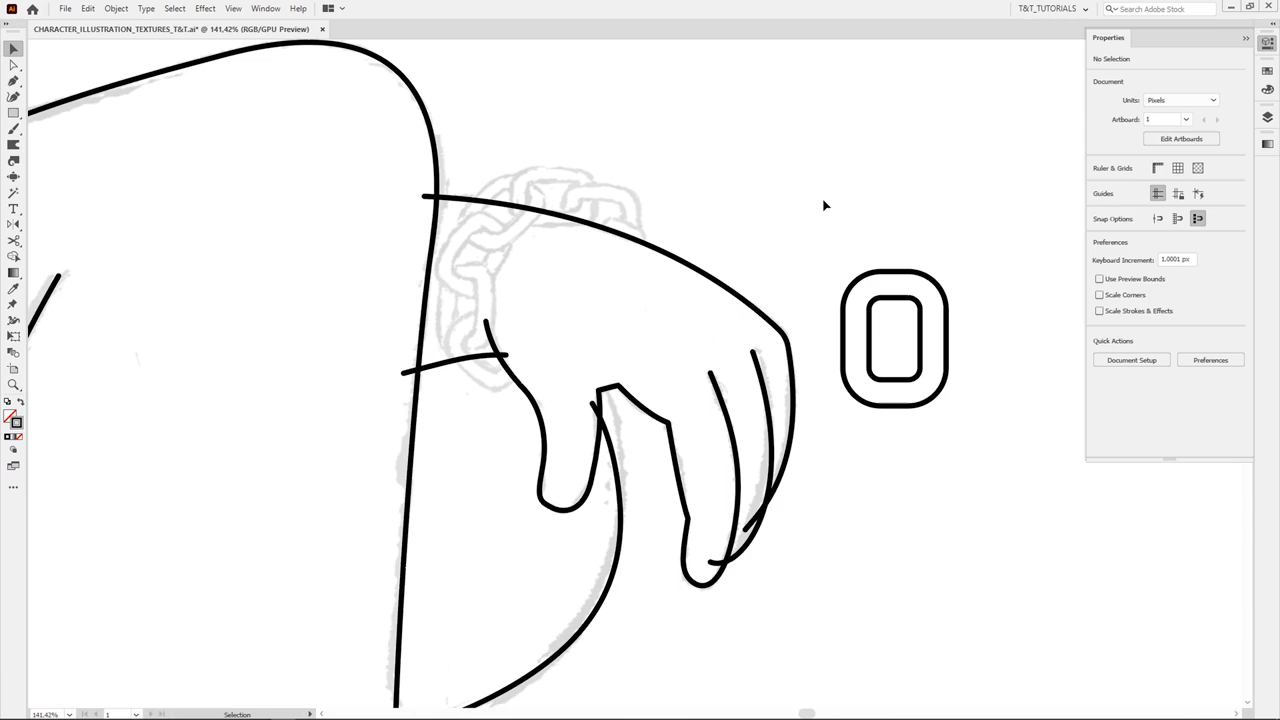 Ai File Edit Object Type Select Effect View Window Help T&T_TUTORIALS Search Adobe Stock
CHARACTER_ILLUSTRATION_TEXTURES_T&T.ai* @ 141,42% (RGB/GPU Preview)
Properties
No Selection
Document
Units: Pixels
Artboard: 1
Edit Artboards
Ruler & Grids
Guides
Snap Options
Preferences
Keyboard Increment: 1,0001 px
Use Preview Bounds
Scale Corners
Scale Strokes & Effects
Quick Actions
Document Setup Preferences
141,42% 1 Selection